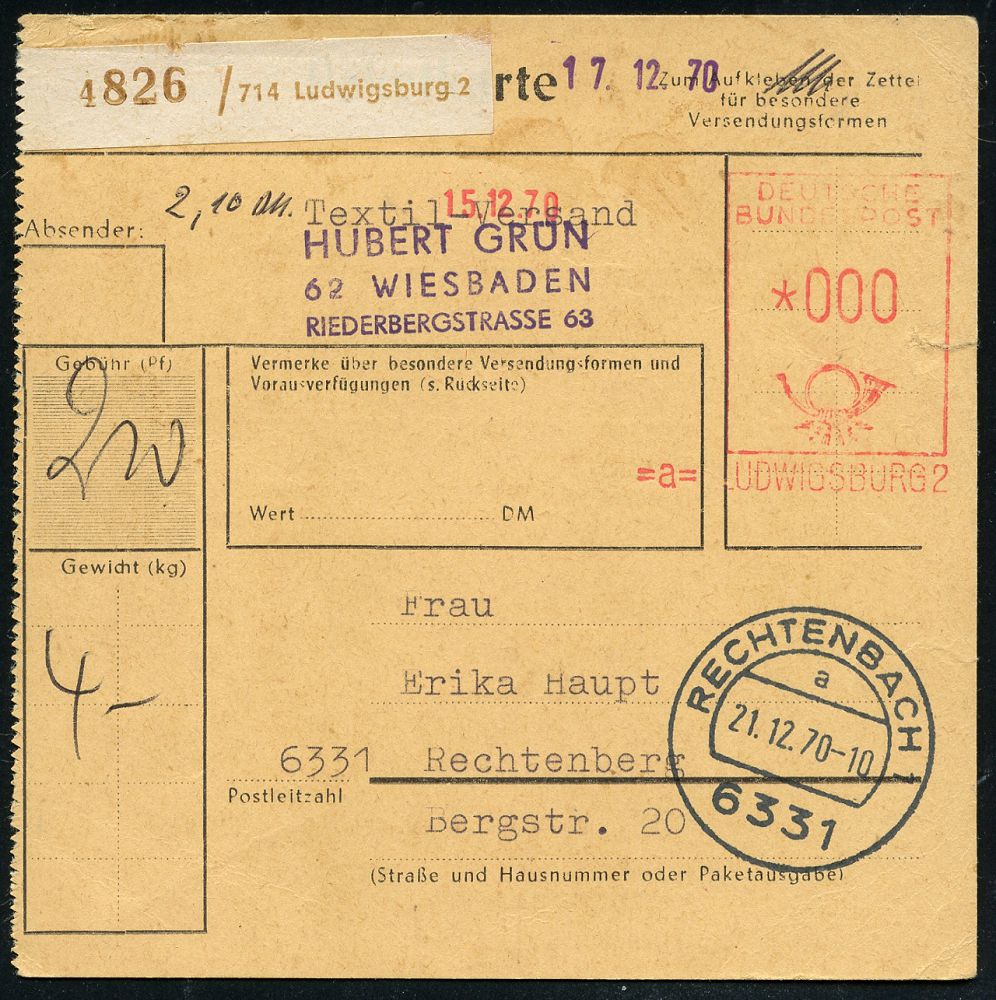 4826 / 714 Ludwigsburg 2
rte 17. 12. 70
Zum Aufkleben der Zettel
für besondere
Versendungsformen
2,10 DM.
15.12.70
Textil-Versand
Absender:
HUBERT GRÜN
62 WIESBADEN
RIEDERBERGSTRASSE 63
DEUTSCHE
BUNDESPOST
*000
LUDWIGSBURG 2
=a=
Gebühr (Pf)
Vermerke über besondere Versendungsformen und
Vorausverfügungen (s. Rückseite)
Wert DM
Gewicht (kg)
4-
Frau
Erika Haupt
6331 Rechtenberg
Postleitzahl
Bergstr. 20
(Straße und Hausnummer oder Paketausgabe)
RECHTENBACH 1
a
21.12.70-10
6331